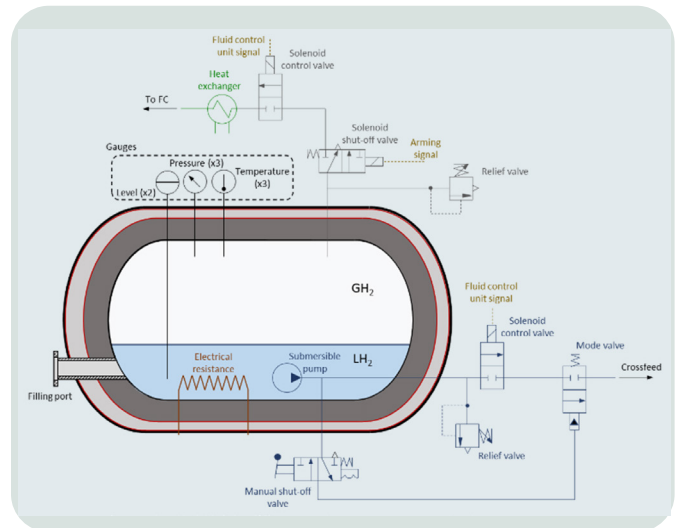 Fluid control
unit signal
Solenoid
control valve
Heat
exchanger
To FC
Solenoid
shut-off valve
Arming
signal
Gauges
Pressure (x3)
Temperature
(x3)
Level (x2)
Relief valve
GH2
Fluid control
unit signal
Solenoid
control valve
Mode valve
Electrical
resistance
Submersible
pump
LH2
Crossfeed
Filling port
Relief valve
Manual shut-off
valve